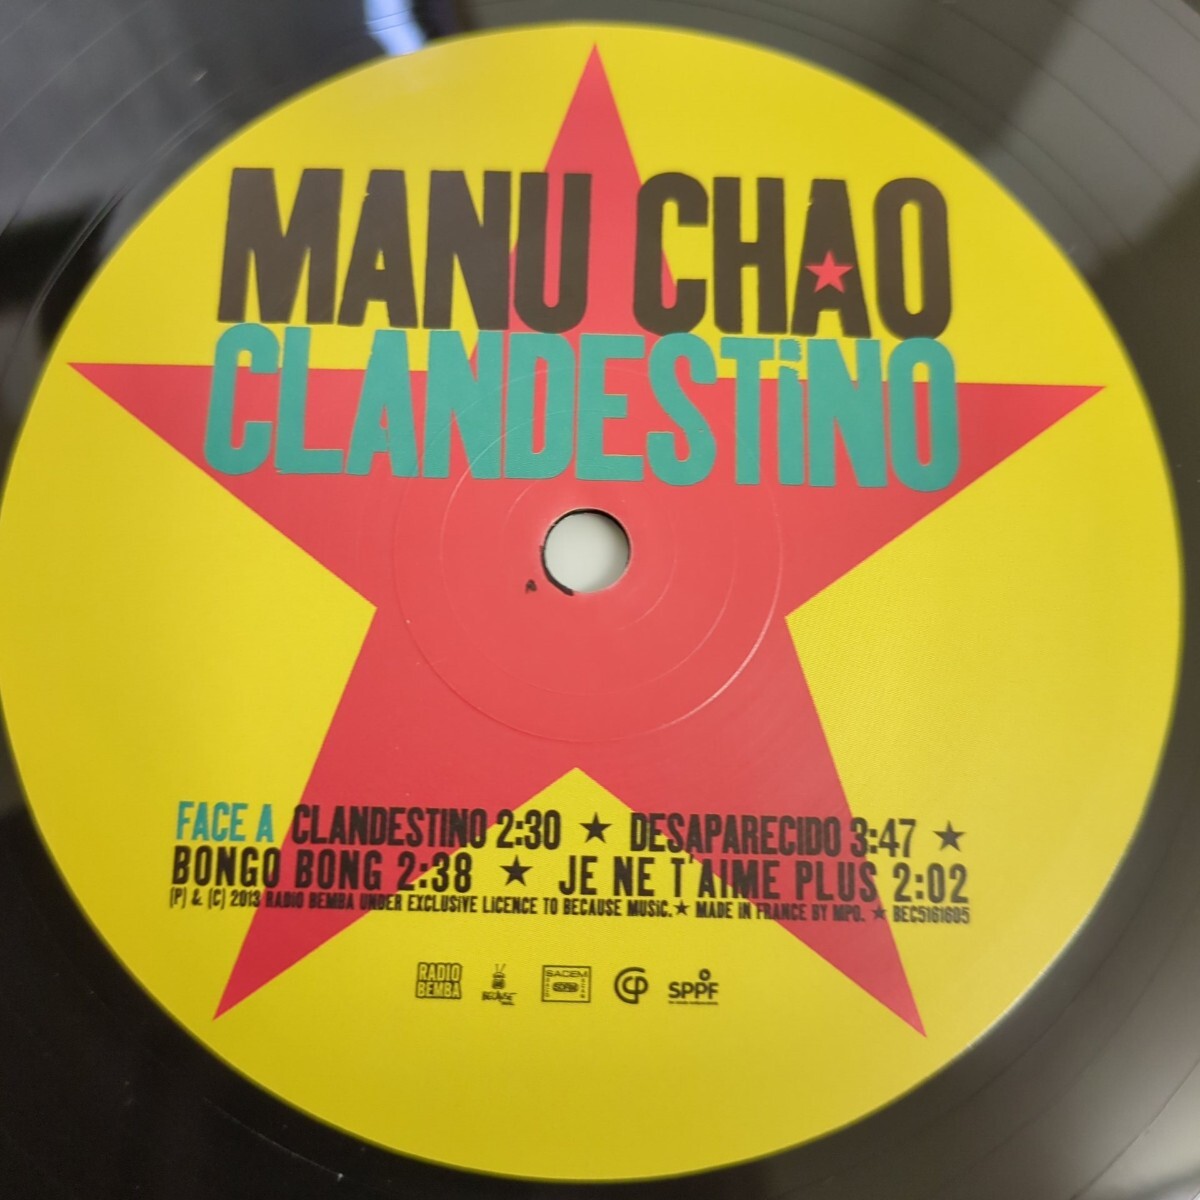 MANU CHAO
CLANDESTiNO
FACE A CLANDESTINO 2:30 ★ DESAPARECIDO 3:47 ★
BONGO BONG 2:38 ★ JE NE T'AIME PLUS 2:02
(P) & (C) 2013 RADIO BEMBA UNDER EXCLUSIVE LICENCE TO BECAUSE MUSIC. ★ MADE IN FRANCE BY MPO. ★ BEC5161605
RADIO
BEMBA
BECAUSE
SACEM
SPPF